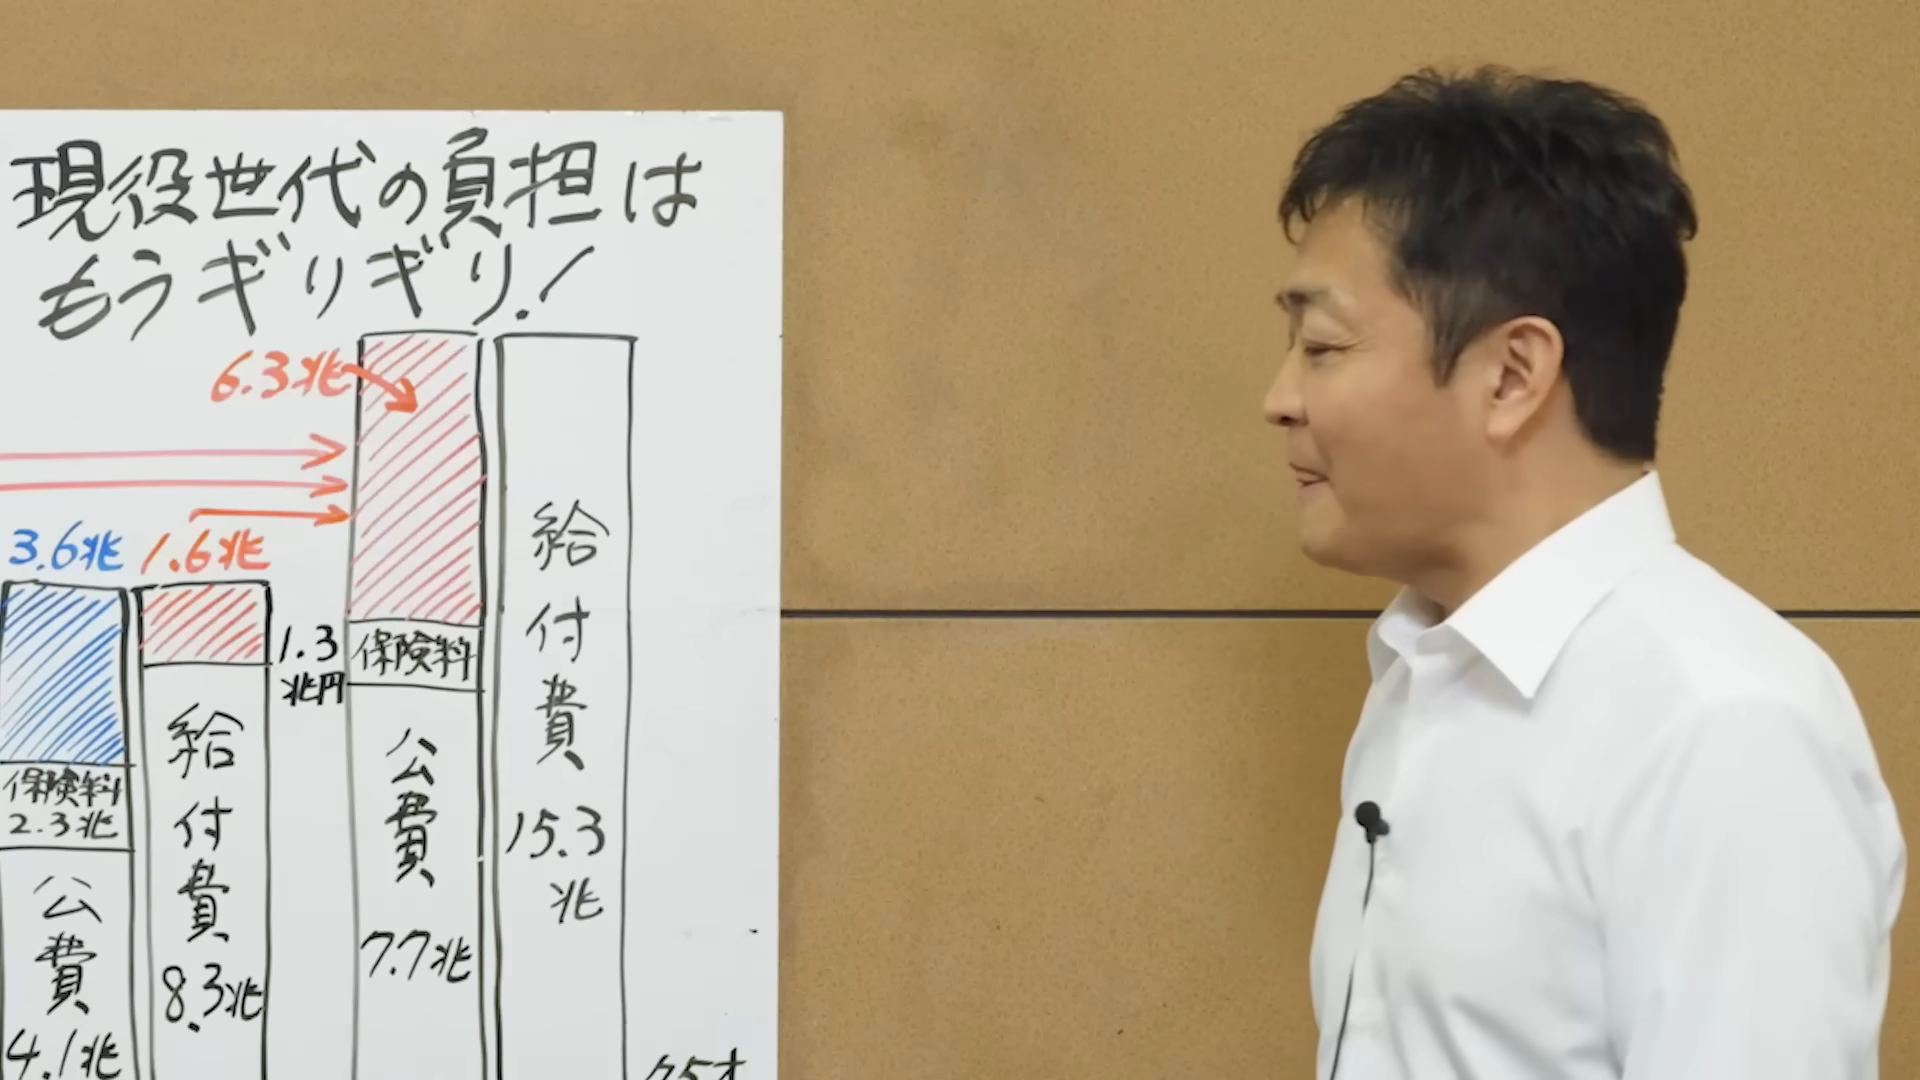 現役世代の負担は
もうギリギリ!
6.3兆
3.6兆
1.6兆
保険料
2.3兆
公費
4.1兆
給付費
8.3兆
1.3
兆円
保険料
公費
7.7兆
給付費
15.3
兆
75才